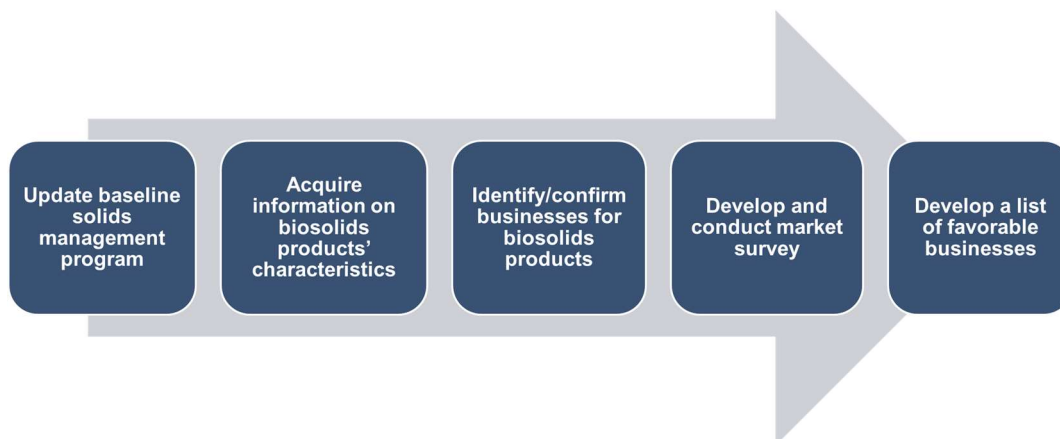 Update baseline
solids
management
program
Acquire
information on
biosolids
products’
characteristics
Identify/confirm
businesses for
biosolids
products
Develop and
conduct market
survey
Develop a list
of favorable
businesses